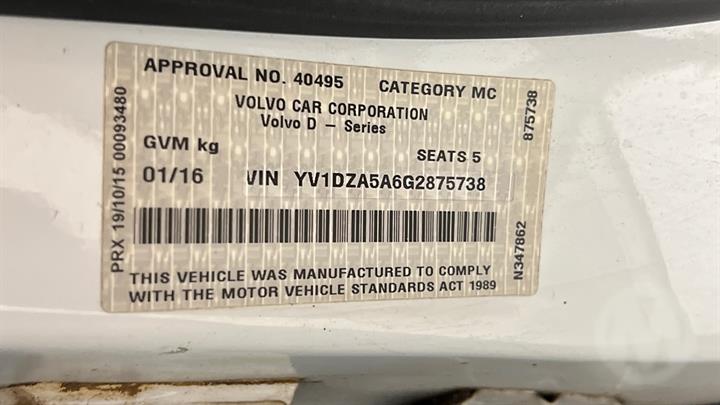 APPROVAL NO. 40495 CATEGORY MC
VOLVO CAR CORPORATION
Volvo D - Series
GVM kg SEATS 5
01/16 VIN YV1DZA5A6G2875738
THIS VEHICLE WAS MANUFACTURED TO COMPLY
WITH THE MOTOR VEHICLE STANDARDS ACT 1989
PRX 19/10/15 00093480
875738
N347862